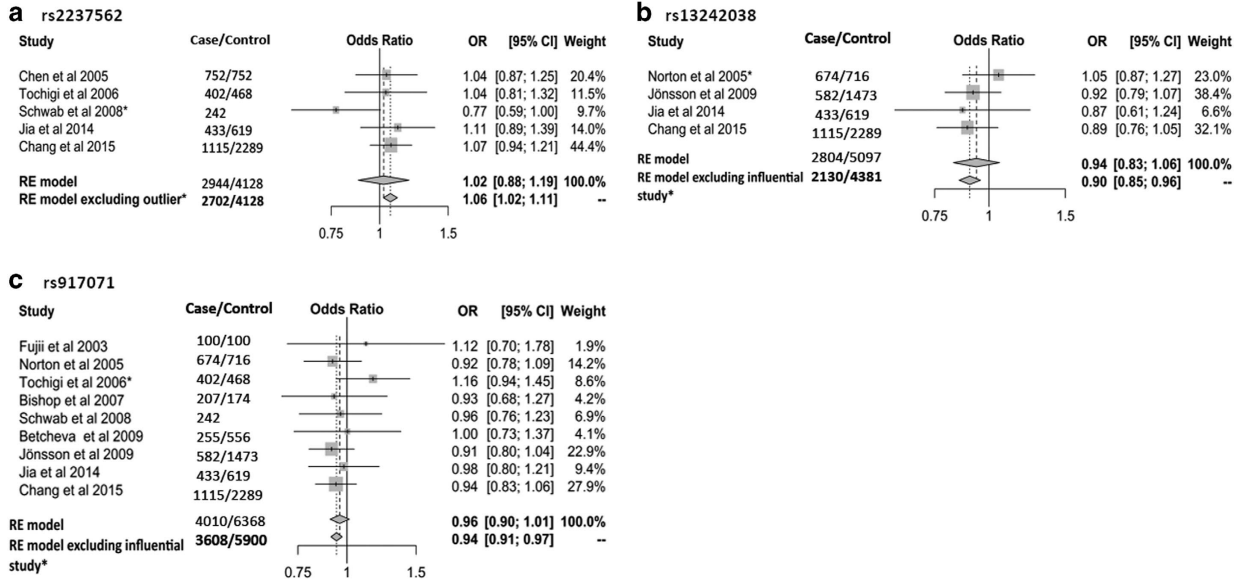 a rs2237562
Study Case/Control Odds Ratio OR [95% CI] Weight
Chen et al 2005 752/752 1.04 [0.87; 1.25] 20.4%
Tochigi et al 2006 402/468 1.04 [0.81; 1.32] 11.5%
Schwab et al 2008* 242 0.77 [0.59; 1.00] 9.7%
Jia et al 2014 433/619 1.11 [0.89; 1.39] 14.0%
Chang et al 2015 1115/2289 1.07 [0.94; 1.21] 44.4%
RE model 2944/4128 1.02 [0.88; 1.19] 100.0%
RE model excluding outlier* 2702/4128 1.06 [1.02; 1.11] --
0.75 1 1.5
b rs13242038
Study Case/Control Odds Ratio OR [95% CI] Weight
Norton et al 2005* 674/716 1.05 [0.87; 1.27] 23.0%
Jönsson et al 2009 582/1473 0.92 [0.79; 1.07] 38.4%
Jia et al 2014 433/619 0.87 [0.61; 1.24] 6.6%
Chang et al 2015 1115/2289 0.89 [0.76; 1.05] 32.1%
RE model 2804/5097 0.94 [0.83; 1.06] 100.0%
RE model excluding influential 2130/4381 0.90 [0.85; 0.96] --
study*
0.75 1 1.5
c rs917071
Study Case/Control Odds Ratio OR [95% CI] Weight
Fujii et al 2003 100/100 1.12 [0.70; 1.78] 1.9%
Norton et al 2005 674/716 0.92 [0.78; 1.09] 14.2%
Tochigi et al 2006* 402/468 1.16 [0.94; 1.45] 8.6%
Bishop et al 2007 207/174 0.93 [0.68; 1.27] 4.2%
Schwab et al 2008 242 0.96 [0.76; 1.23] 6.9%
Betcheva et al 2009 255/556 1.00 [0.73; 1.37] 4.1%
Jönsson et al 2009 582/1473 0.91 [0.80; 1.04] 22.9%
Jia et al 2014 433/619 0.98 [0.80; 1.21] 9.4%
Chang et al 2015 1115/2289 0.94 [0.83; 1.06] 27.9%
RE model 4010/6368 0.96 [0.90; 1.01] 100.0%
RE model excluding influential 3608/5900 0.94 [0.91; 0.97] --
study*
0.75 1 1.5